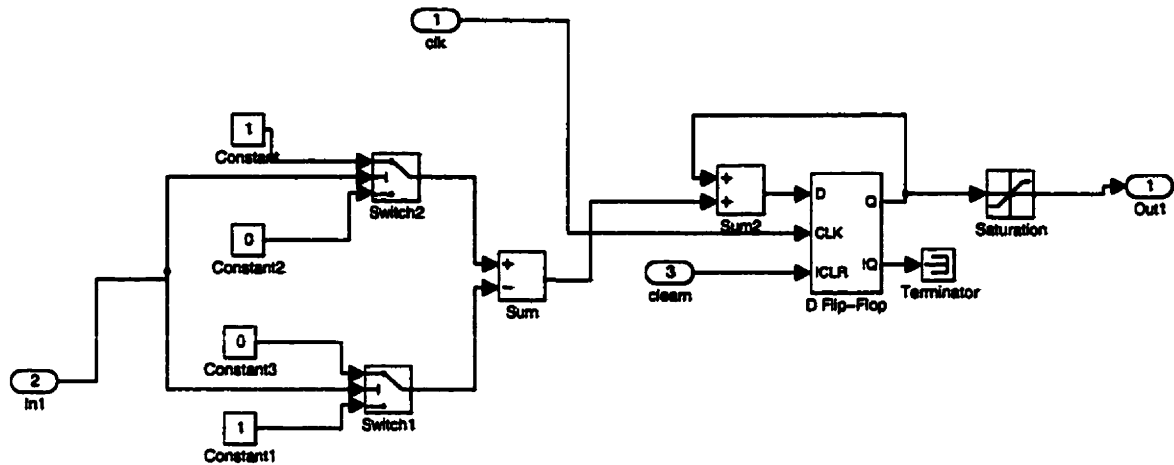 1
clk
1
Constant
Switch2
0
Constant2
+
−
Sum
0
Constant3
2
In1
Switch1
1
Constant1
+
+
Sum2
D
Q
CLK
3
clearn
!CLR
!Q
D Flip-Flop
Terminator
Saturation
1
Out1